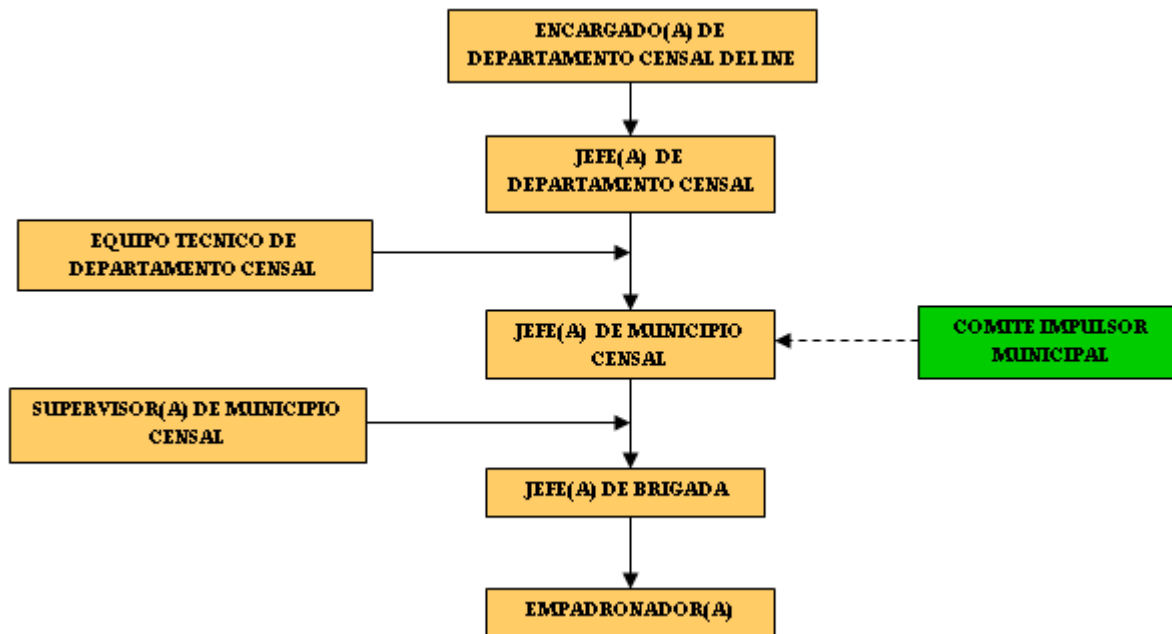 ENCARGADO(A) DE
DEPARTAMENTO CENSAL DEL INE
JEFE(A) DE
DEPARTAMENTO CENSAL
EQUIPO TECNICO DE
DEPARTAMENTO CENSAL
JEFE(A) DE MUNICIPIO
CENSAL
COMITE IMPULSOR
MUNICIPAL
SUPERVISOR(A) DE MUNICIPIO
CENSAL
JEFE(A) DE BRIGADA
EMPADRONADOR(A)